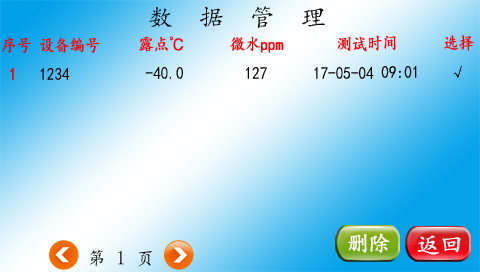 数 据 管 理
序号 设备编号 露点℃ 微水ppm 测试时间 选择
1 1234 -40.0 127 17-05-04 09:01 √
第 1 页 删除 返回